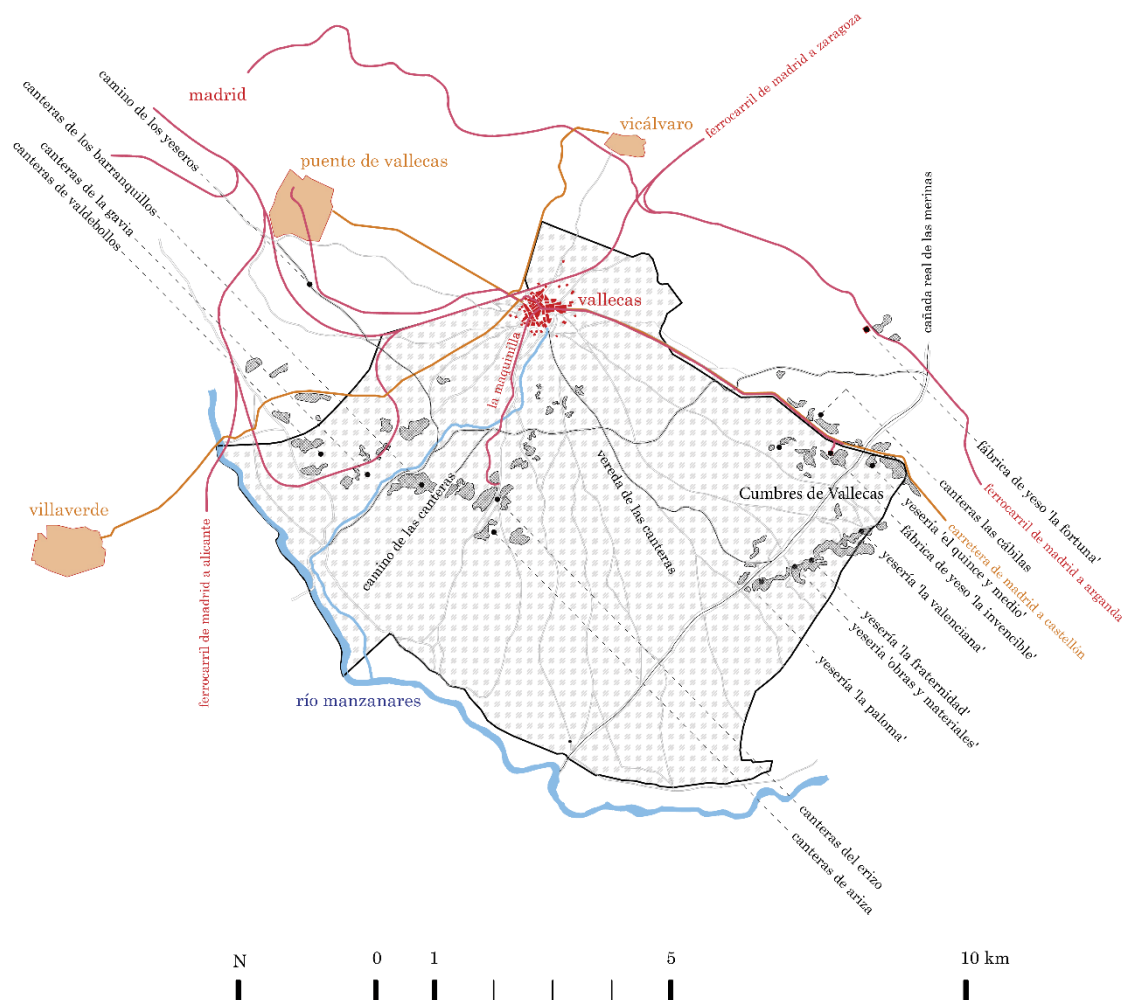 madrid
ferrocarril de madrid a zaragoza
vicálvaro
camino de los yeseros
canteras de los barranquillos
canteras de la gavia
canteras de valdebollos
puente de vallecas
cañada real de las merinas
vallecas
la maquinilla
villaverde
ferrocarril de madrid a alicante
camino de las canteras
vereda de las canteras
Cumbres de Vallecas
río manzanares
fábrica de yeso 'la fortuna'
ferrocarril de madrid a arganda
canteras las cábilas
carretera de madrid a castellón
yesería 'el quince y medio'
fábrica de yeso 'la invencible'
yesería 'la valenciana'
yesería 'la fraternidad'
yesería 'obras y materiales'
yesería 'la paloma'
canteras del erizo
canteras de ariza
N 0 1 5 10 km